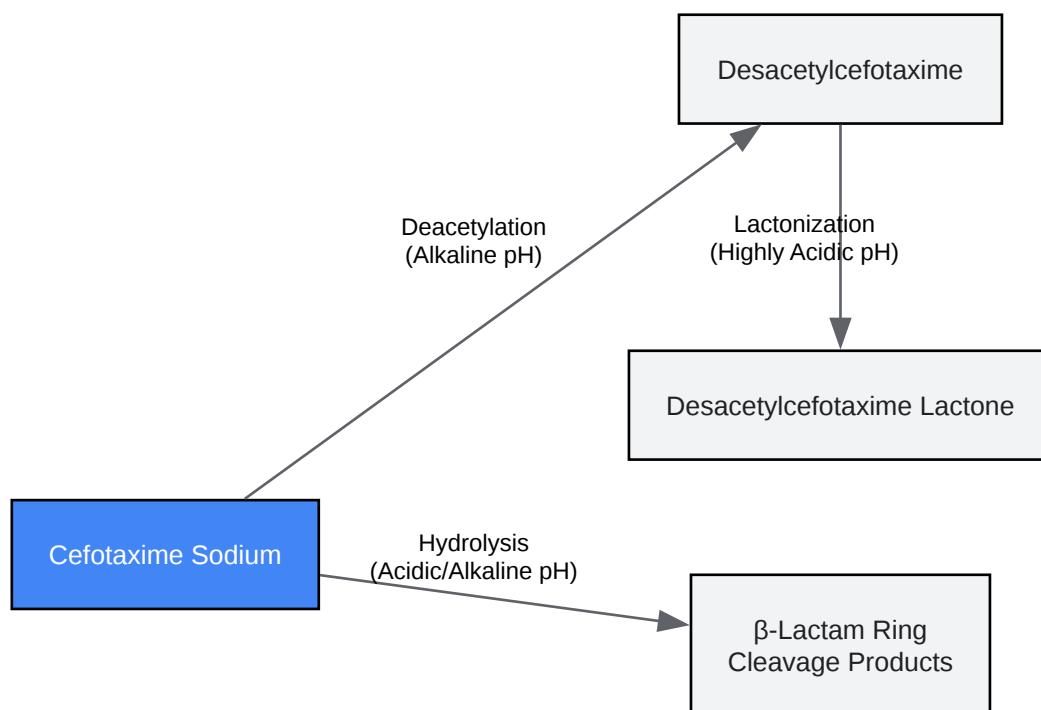 Desacetylcefotaxime
Deacetylation
(Alkaline pH)
Lactonization
(Highly Acidic pH)
Desacetylcefotaxime Lactone
Cefotaxime Sodium
Hydrolysis
(Acidic/Alkaline pH)
β-Lactam Ring
Cleavage Products